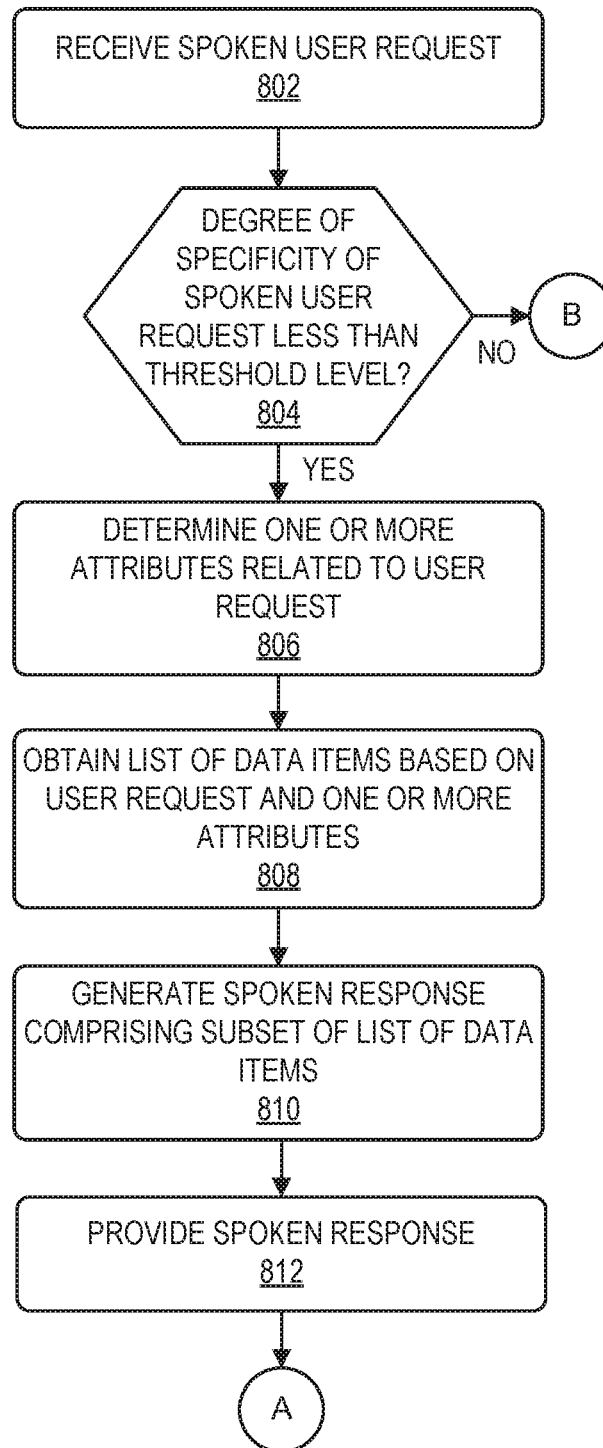 RECEIVE SPOKEN USER REQUEST
802
DEGREE OF
SPECIFICITY OF
SPOKEN USER
REQUEST LESS THAN
THRESHOLD LEVEL?
804
B
NO
YES
DETERMINE ONE OR MORE
ATTRIBUTES RELATED TO USER
REQUEST
806
OBTAIN LIST OF DATA ITEMS BASED ON
USER REQUEST AND ONE OR MORE
ATTRIBUTES
808
GENERATE SPOKEN RESPONSE
COMPRISING SUBSET OF LIST OF DATA
ITEMS
810
PROVIDE SPOKEN RESPONSE
812
A